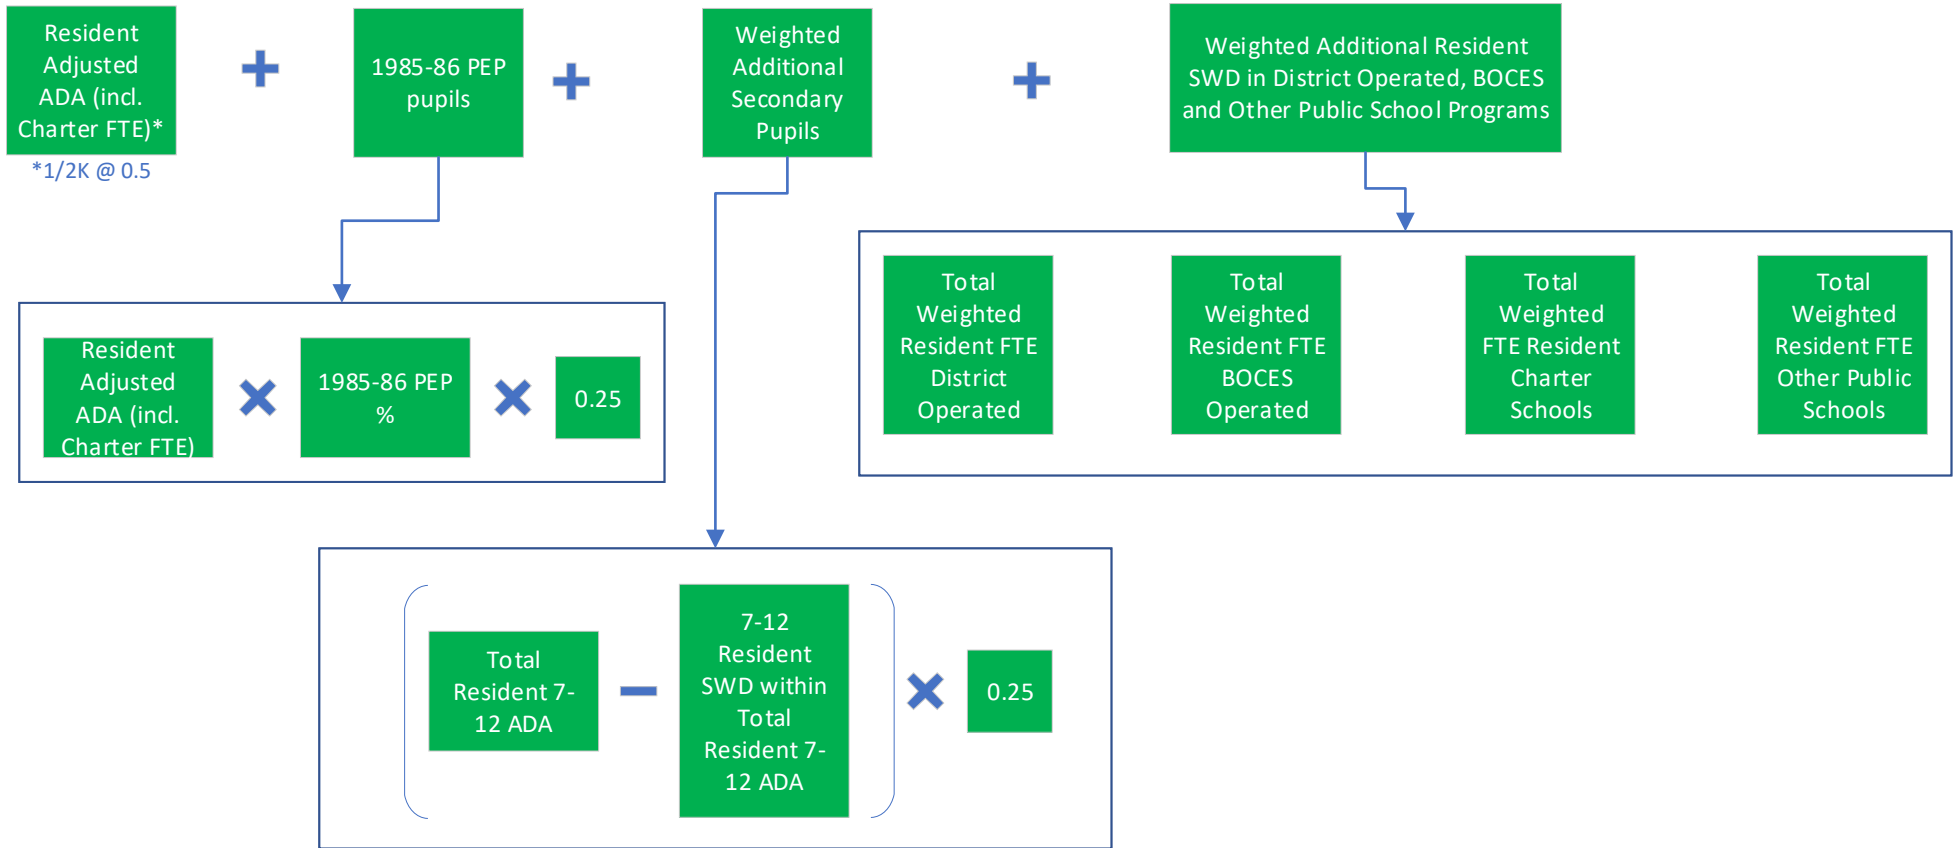 Resident
Adjusted
ADA (incl.
Charter FTE)*
*1/2K @ 0.5
1985-86 PEP
pupils
Weighted
Additional
Secondary
Pupils
Weighted Additional Resident
SWD in District Operated, BOCES
and Other Public School Programs
Resident
Adjusted
ADA (incl.
Charter FTE)
1985-86 PEP
%
0.25
Total
Weighted
Resident FTE
District
Operated
Total
Weighted
Resident FTE
BOCES
Operated
Total
Weighted
FTE Resident
Charter
Schools
Total
Weighted
Resident FTE
Other Public
Schools
Total
Resident 7-
12 ADA
7-12
Resident
SWD within
Total
Resident 7-
12 ADA
0.25